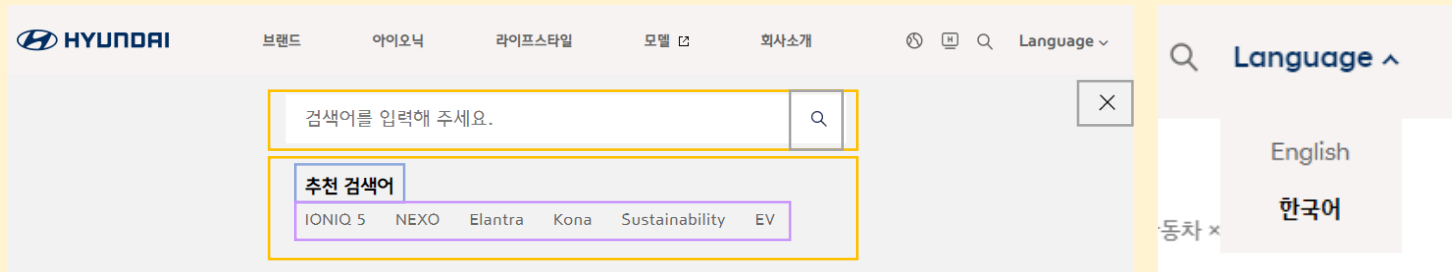 HYUNDAI 브랜드 아이오닉 라이프스타일 모델 회사소개 H Language
검색어를 입력해 주세요.
추천 검색어
IONIQ 5 NEXO Elantra Kona Sustainability EV
Language
English
한국어
동차 ×